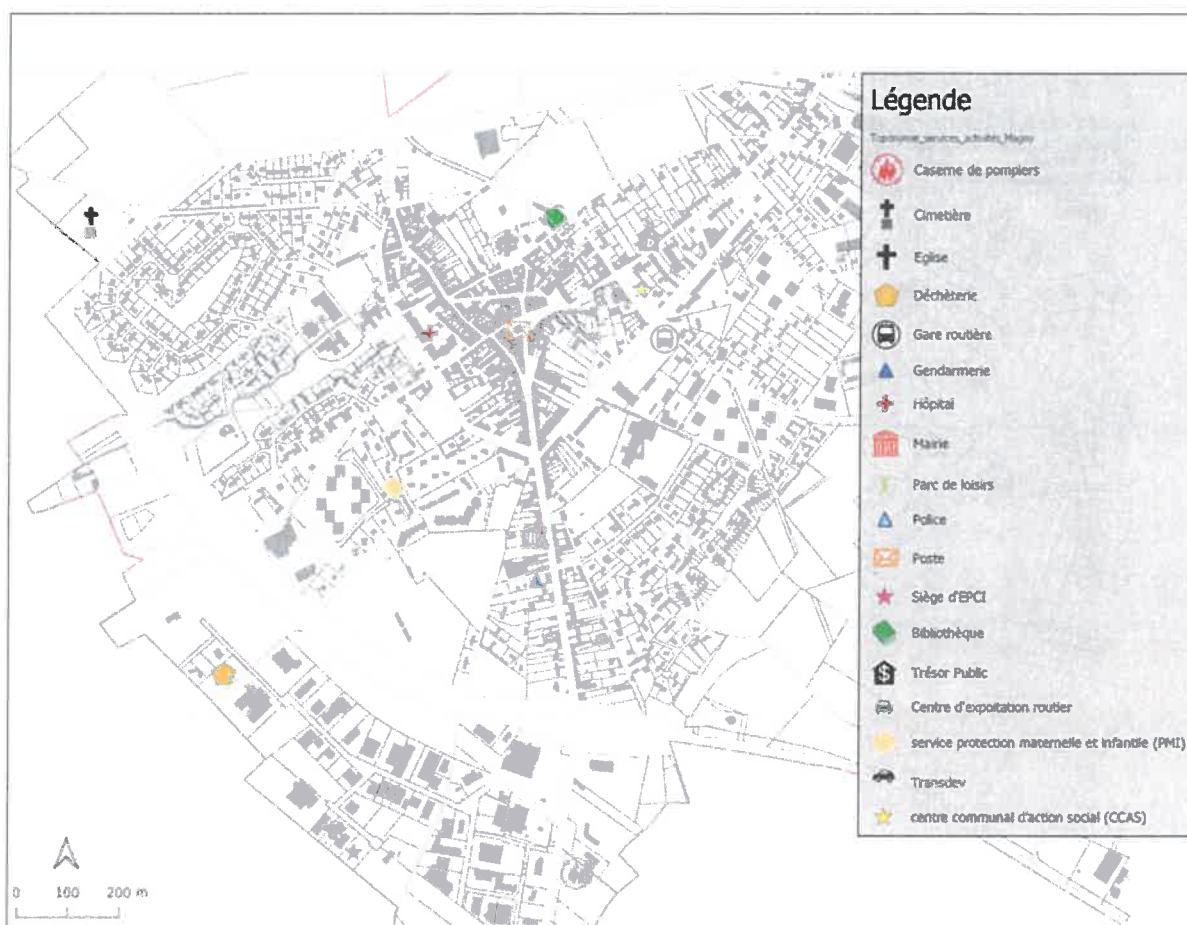 Légende
Toponymie_services_activités_Magny
Caserne de pompiers
Cimetière
Eglise
Déchèterie
Gare routière
Gendarmerie
Hôpital
Mairie
Parc de loisirs
Police
Poste
Siège d'EPCI
Bibliothèque
Trésor Public
Centre d'expoitation routier
service protection maternelle et infantile (PMI)
Transdev
centre communal d'action social (CCAS)
0 100 200 m